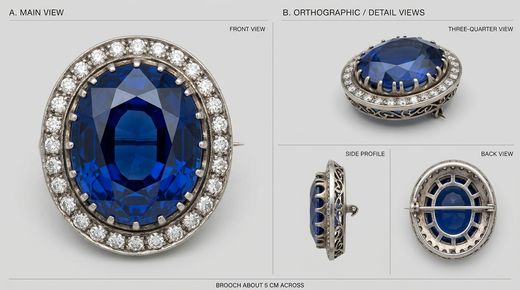 A. MAIN VIEW
FRONT VIEW
B. ORTHOGRAPHIC / DETAIL VIEWS
THREE-QUARTER VIEW
SIDE PROFILE
BACK VIEW
BROOCH ABOUT 5 CM ACROSS